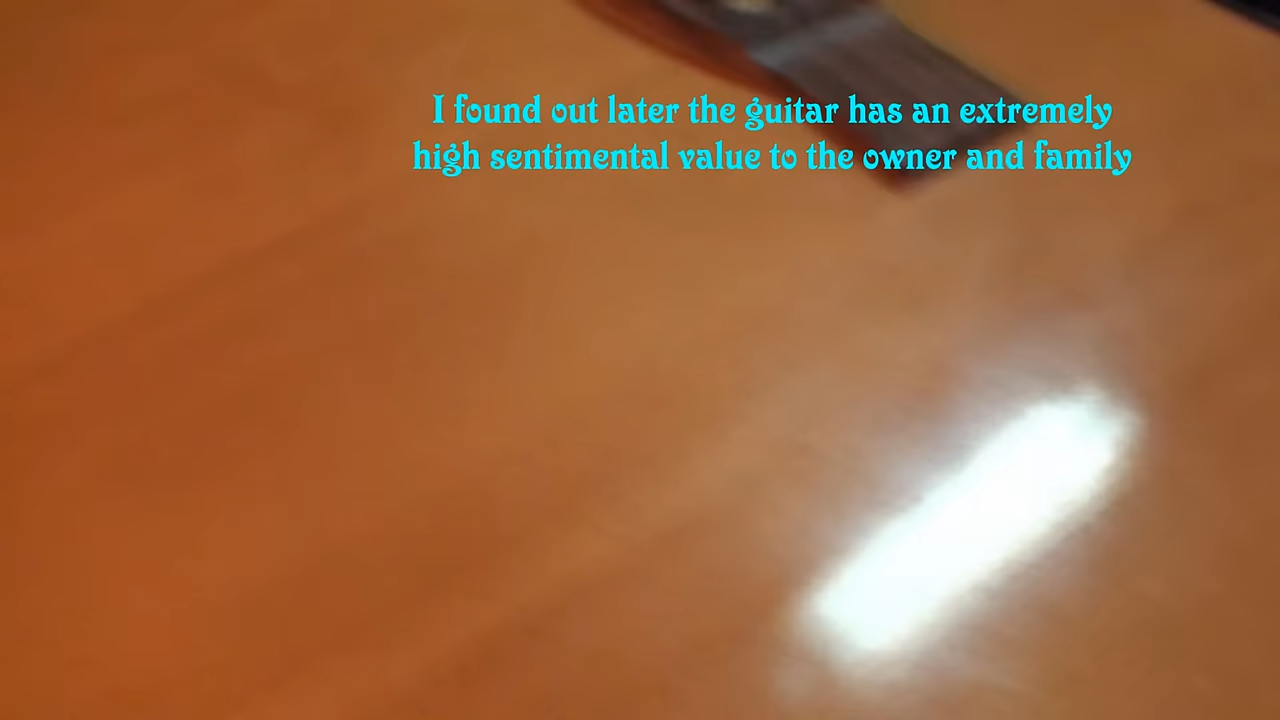 I found out later the guitar has an extremely
high sentimental value to the owner and family